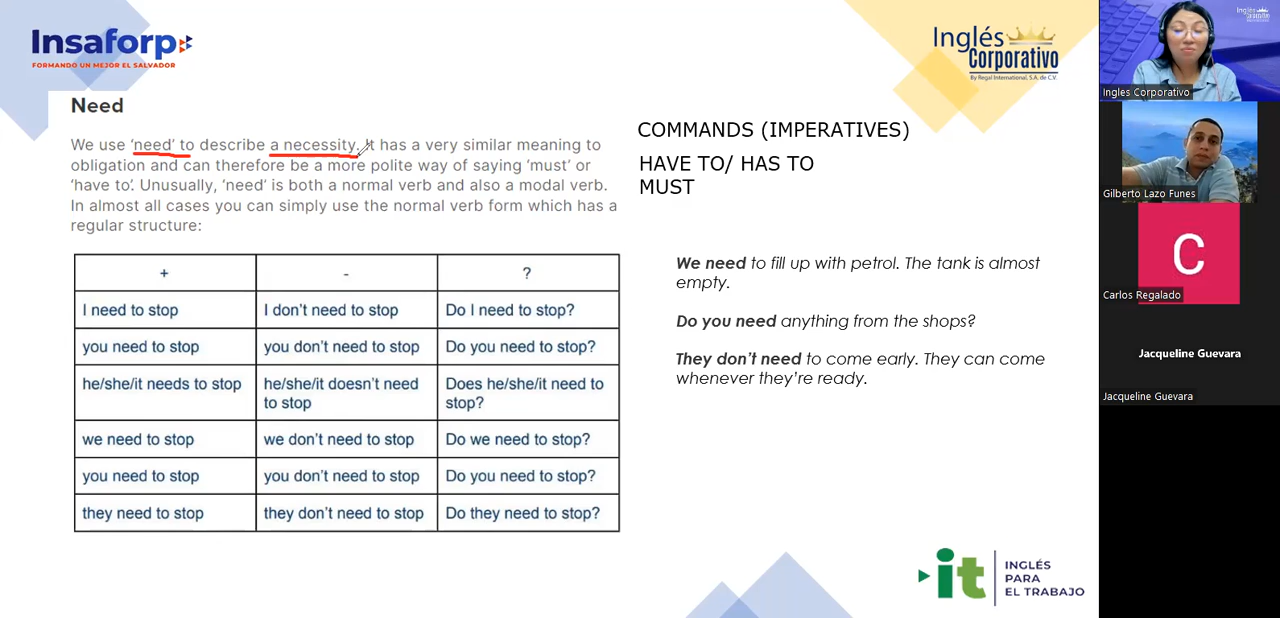 Insaforp
FORMANDO UN MEJOR EL SALVADOR
Inglés
Corporativo
By Regal International, S.A. de C.V.
Need
We use ‘need’ to describe a necessity. It has a very similar meaning to
obligation and can therefore be a more polite way of saying ‘must’ or
‘have to’. Unusually, ‘need’ is both a normal verb and also a modal verb.
In almost all cases you can simply use the normal verb form which has a
regular structure:
+ - ?
I need to stop I don’t need to stop Do I need to stop?
you need to stop you don’t need to stop Do you need to stop?
he/she/it needs to stop he/she/it doesn’t need to stop Does he/she/it need to stop?
we need to stop we don’t need to stop Do we need to stop?
you need to stop you don’t need to stop Do you need to stop?
they need to stop they don’t need to stop Do they need to stop?
COMMANDS (IMPERATIVES)
HAVE TO/ HAS TO
MUST
We need to fill up with petrol. The tank is almost
empty.
Do you need anything from the shops?
They don’t need to come early. They can come
whenever they’re ready.
it
INGLÉS
PARA
EL TRABAJO
Inglés
Corporativo
Ingles Corporativo
Gilberto Lazo Funes
C
Carlos Regalado
Jacqueline Guevara
Jacqueline Guevara